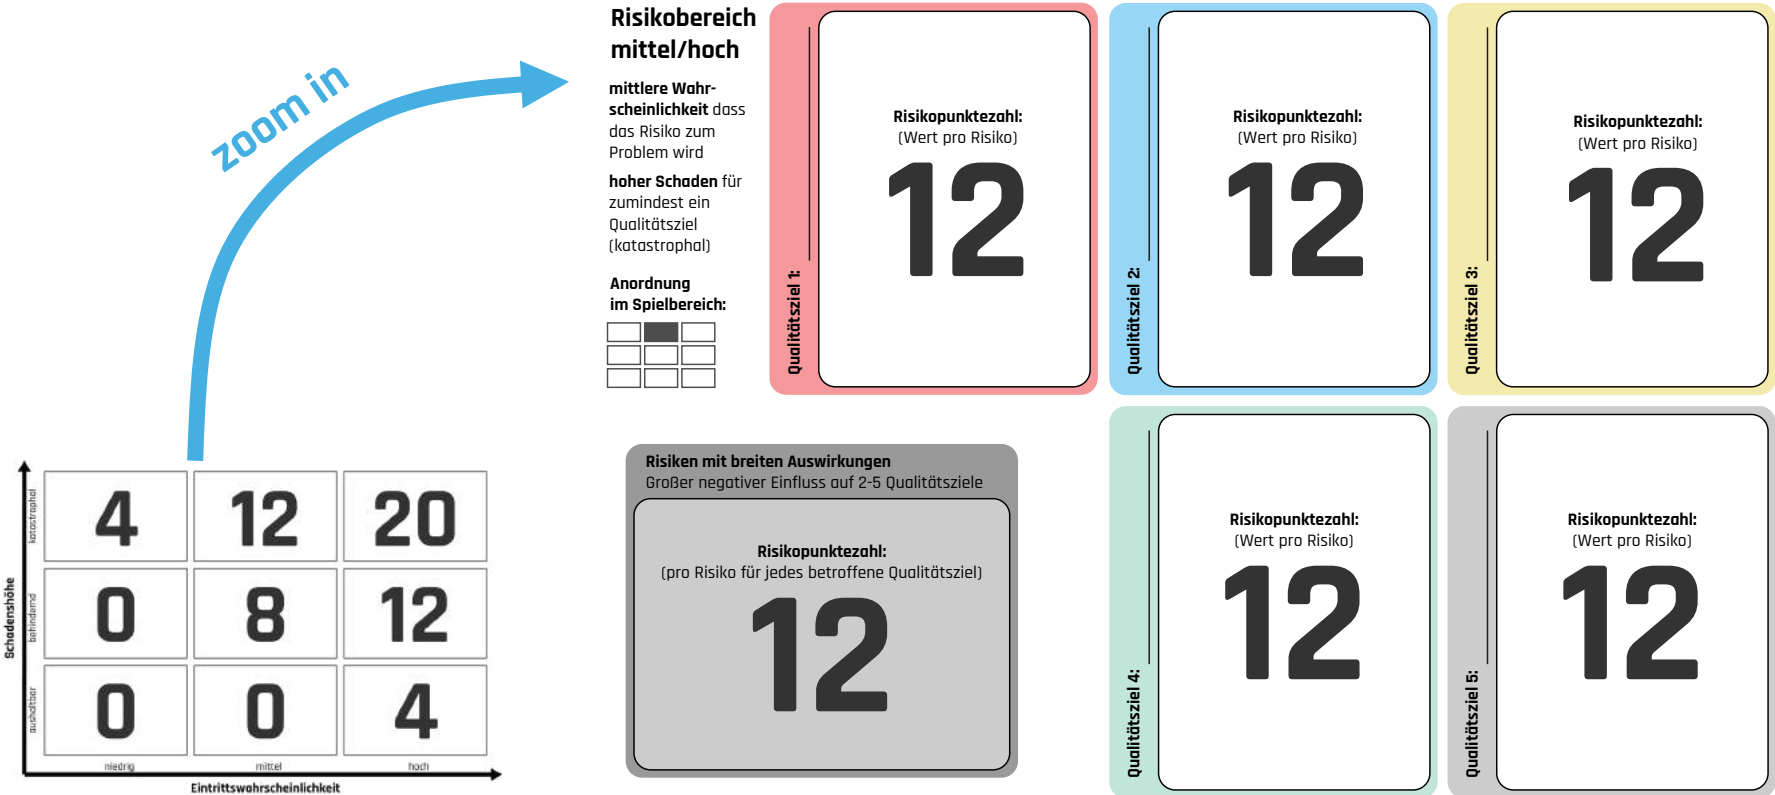 zoom in
Risikobereich
mittel/hoch
mittlere Wahr-
scheinlichkeit dass
das Risiko zum
Problem wird
hoher Schaden für
zumindest ein
Qualitätsziel
(katastrophal)
Anordnung
im Spielbereich:
Qualitätsziel 1:
Risikopunktezahl:
(Wert pro Risiko)
12
Qualitätsziel 2:
Risikopunktezahl:
(Wert pro Risiko)
12
Qualitätsziel 3:
Risikopunktezahl:
(Wert pro Risiko)
12
Risiken mit breiten Auswirkungen
Großer negativer Einfluss auf 2-5 Qualitätsziele
Risikopunktezahl:
(pro Risiko für jedes betroffene Qualitätsziel)
12
Qualitätsziel 4:
Risikopunktezahl:
(Wert pro Risiko)
12
Qualitätsziel 5:
Risikopunktezahl:
(Wert pro Risiko)
12
Schadenshöhe
katastrophal
4 12 20
behindernd
0 8 12
aushaltbar
0 0 4
niedrig mittel hoch
Eintrittswahrscheinlichkeit